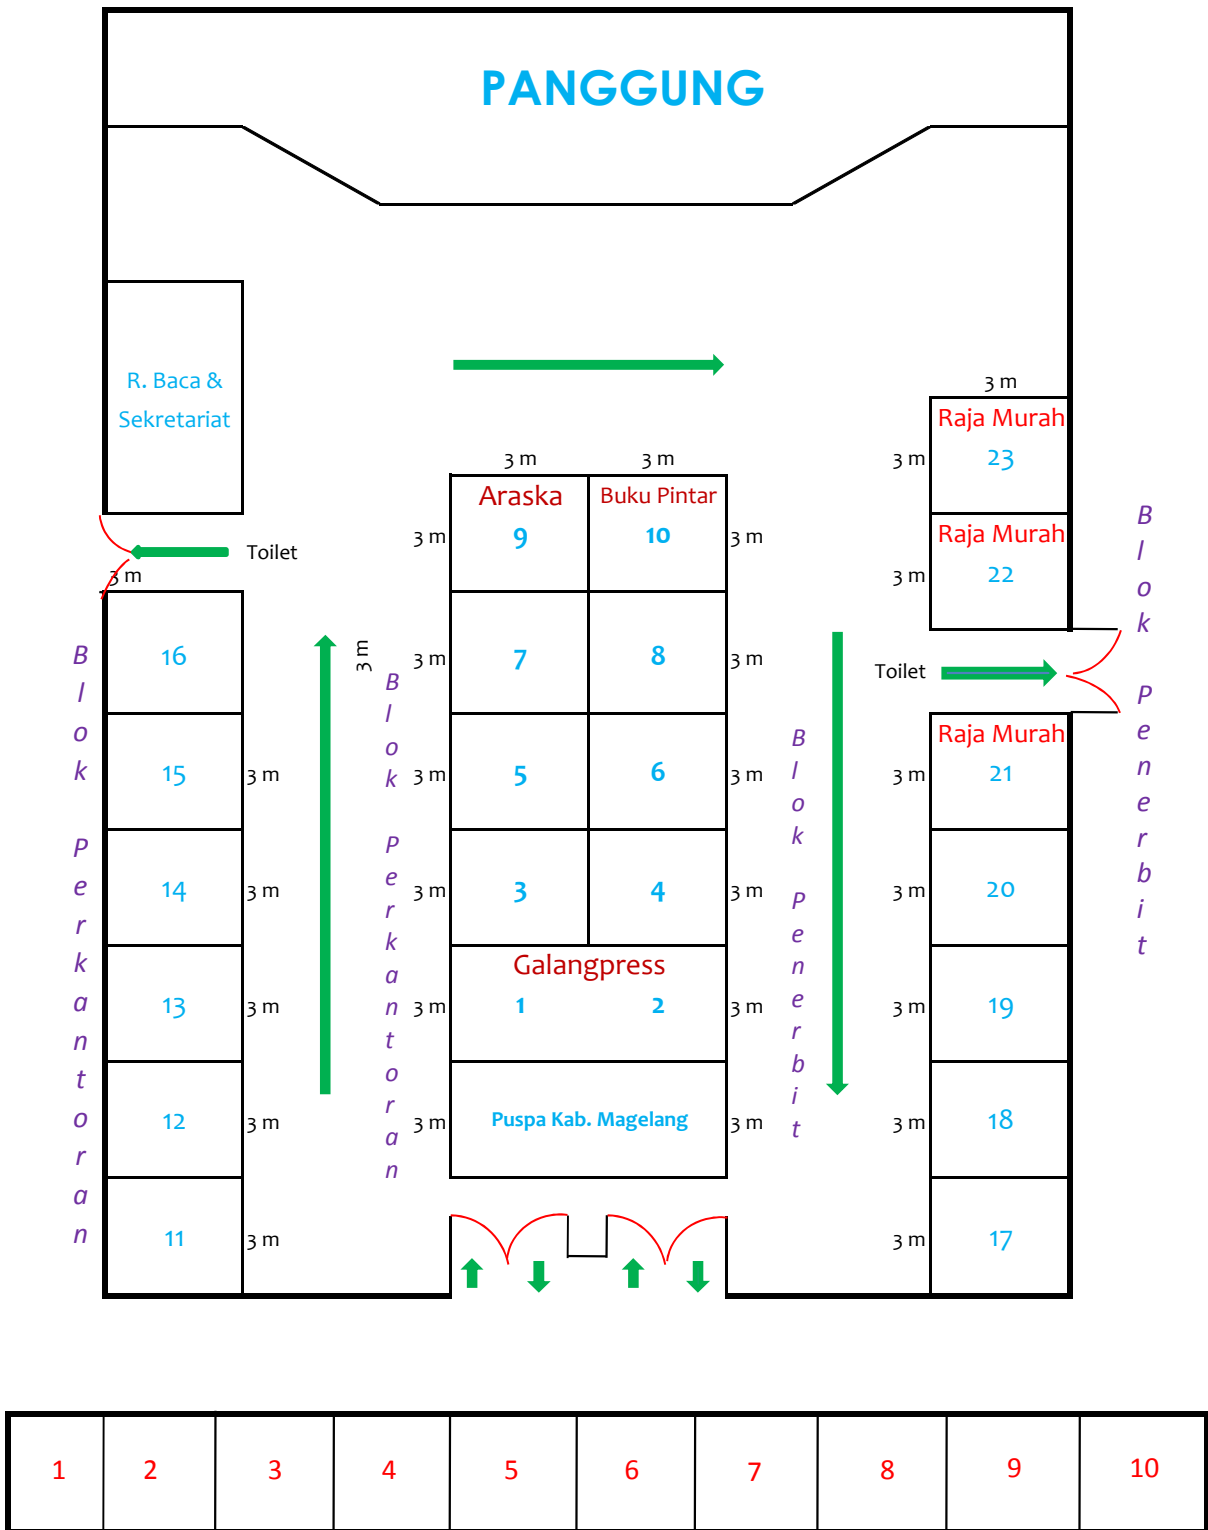 PANGGUNG
R. Baca &
Sekretariat
3 m
Raja Murah
3 m
23
3 m
3 m
Araska
Buku Pintar
3 m
9
10
3 m
Raja Murah
3 m
22
Toilet
3 m
16
3 m
3 m
7
8
3 m
Toilet
Raja Murah
15
3 m
3 m
5
6
3 m
3 m
21
14
3 m
3 m
3
4
3 m
3 m
20
Galangpress
13
3 m
3 m
1
2
3 m
3 m
19
12
3 m
3 m
Puspa Kab. Magelang
3 m
3 m
18
11
3 m
3 m
17
Blok Perkantoran
Blok Perkantoran
Blok Penerbit
Blok Penerbit
1
2
3
4
5
6
7
8
9
10